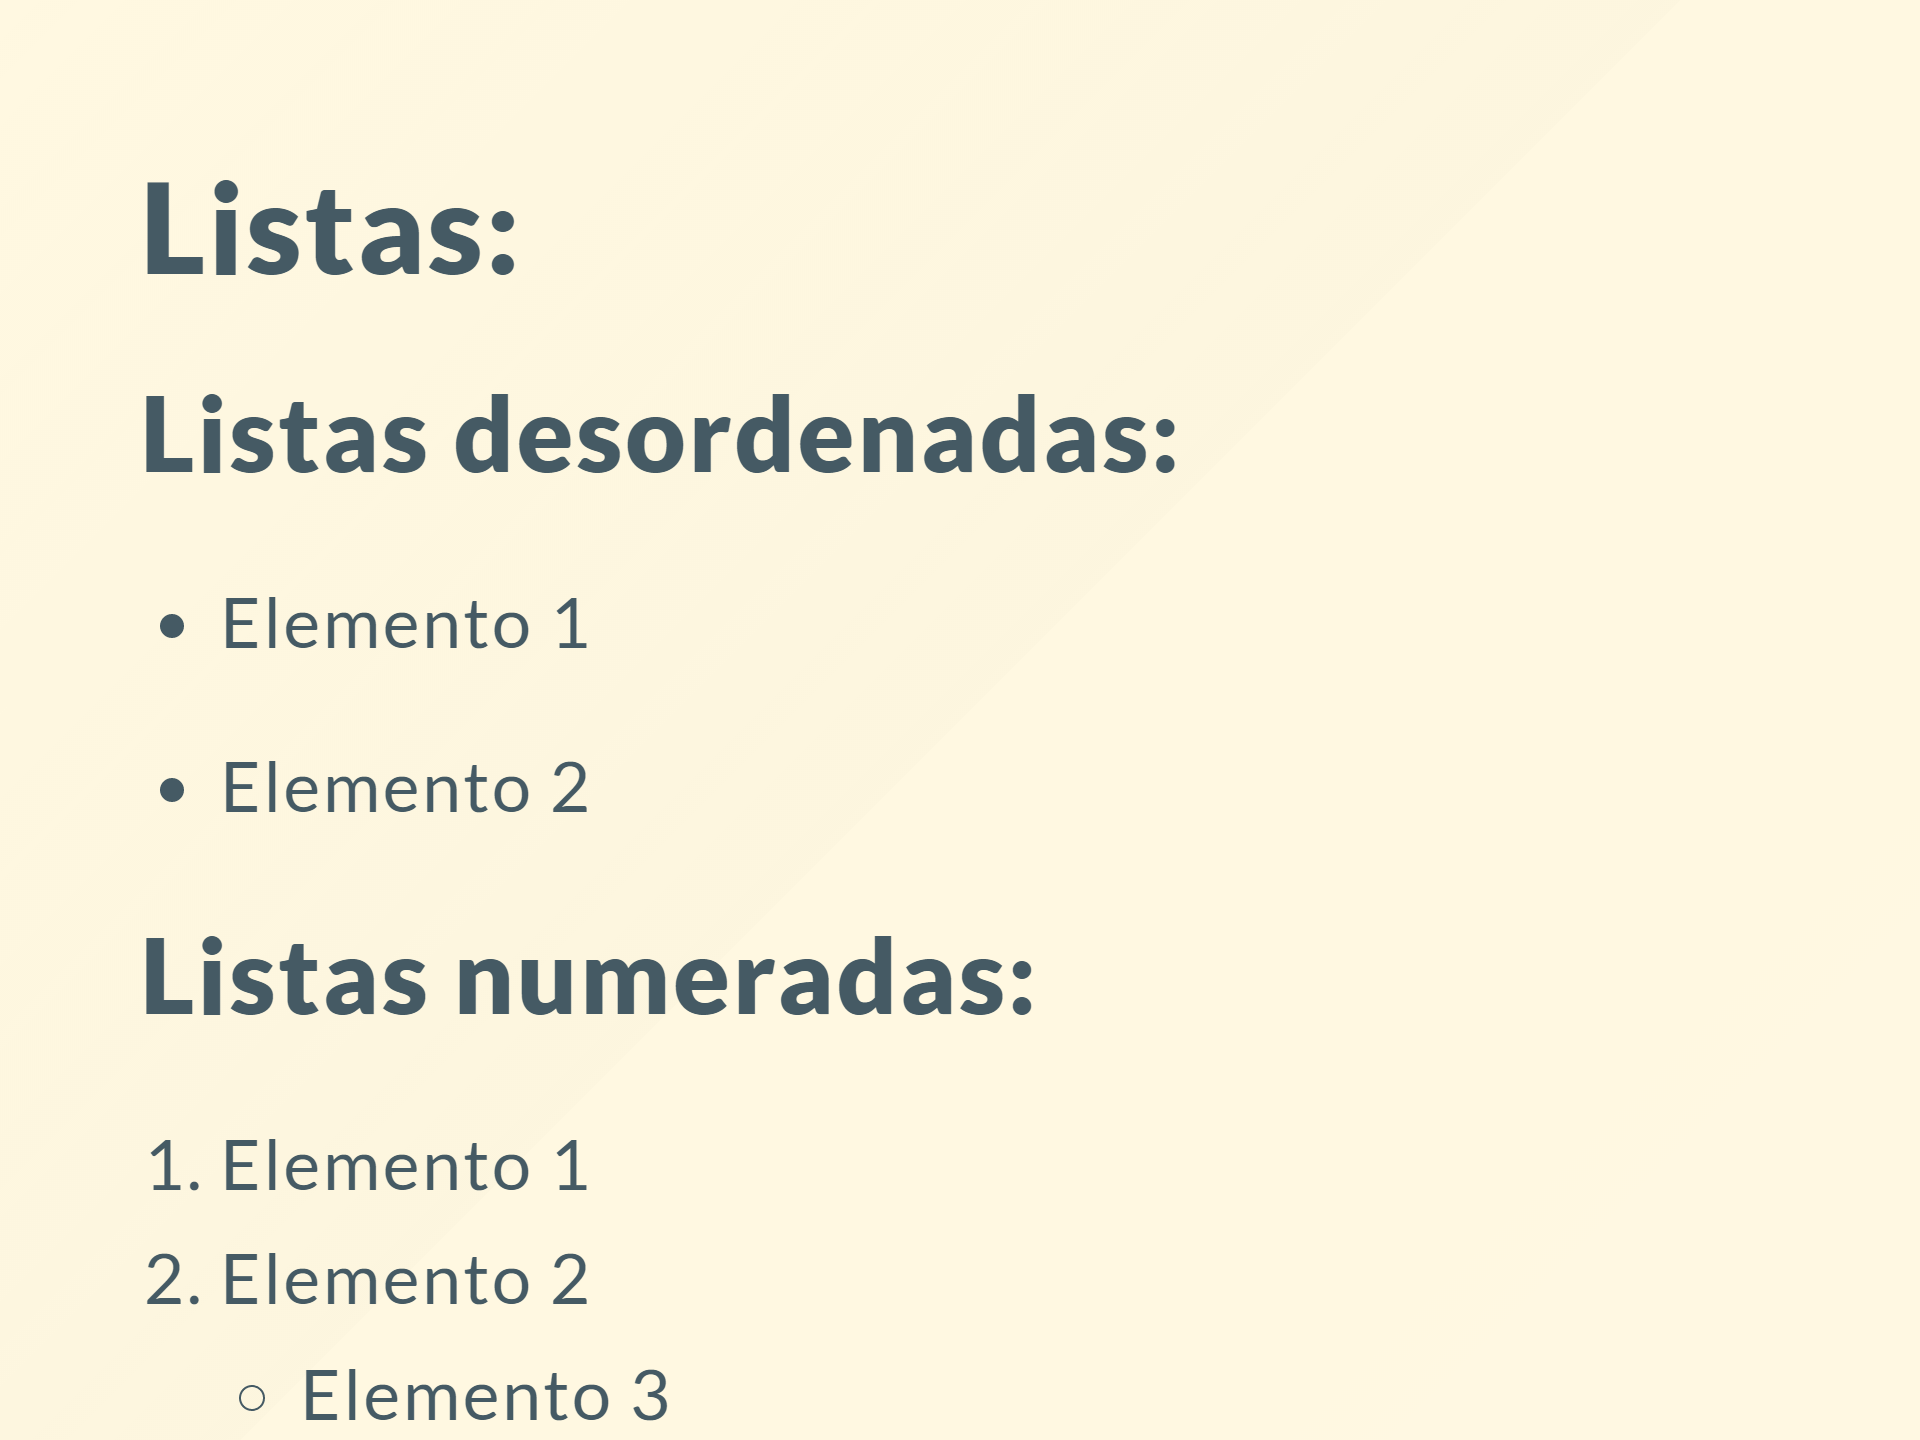 Listas:
Listas desordenadas:
• Elemento 1
• Elemento 2
Listas numeradas:
1. Elemento 1
2. Elemento 2
○ Elemento 3